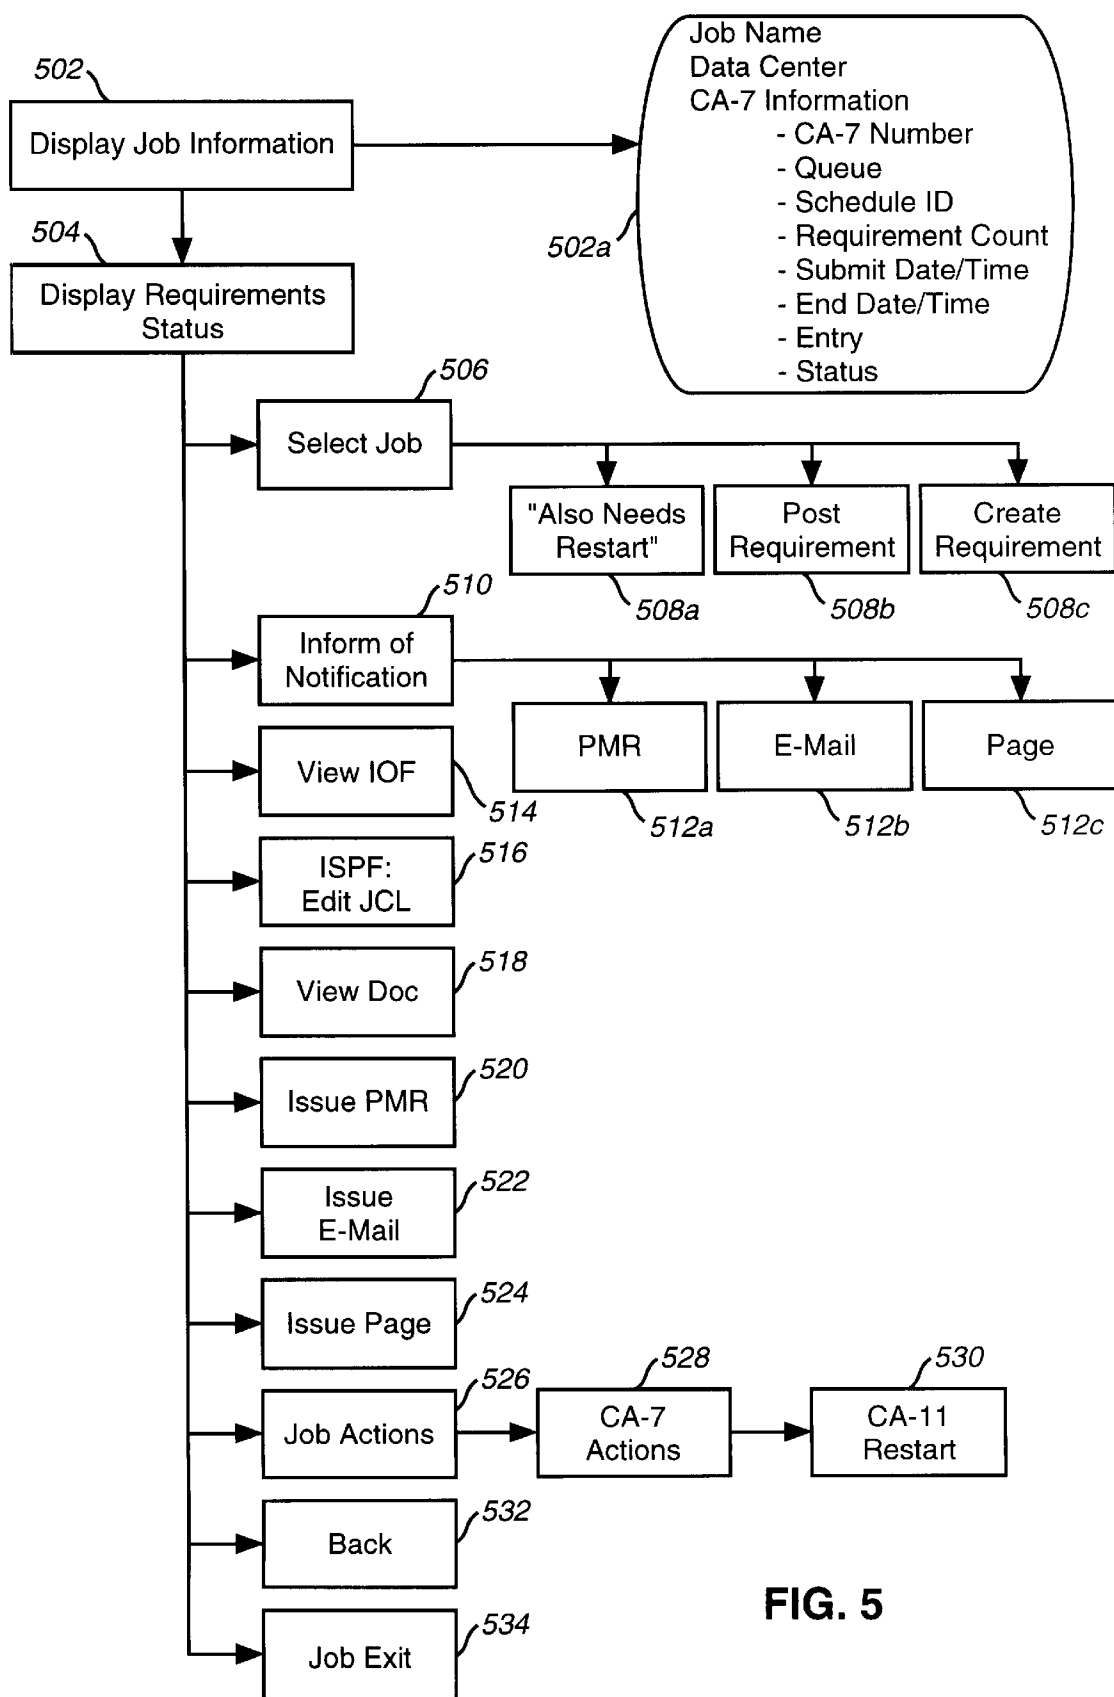 Job Name
Data Center
CA-7 Information
- CA-7 Number
- Queue
- Schedule ID
- Requirement Count
- Submit Date/Time
- End Date/Time
- Entry
- Status
502a
502
Display Job Information
504
Display Requirements
Status
506
Select Job
"Also Needs
Restart"
508a
Post
Requirement
508b
Create
Requirement
508c
510
Inform of
Notification
PMR
512a
E-Mail
512b
Page
512c
View IOF
514
ISPF:
Edit JCL
516
View Doc
518
Issue PMR
520
Issue
E-Mail
522
Issue Page
524
Job Actions
526
CA-7
Actions
528
CA-11
Restart
530
Back
532
Job Exit
534
FIG. 5